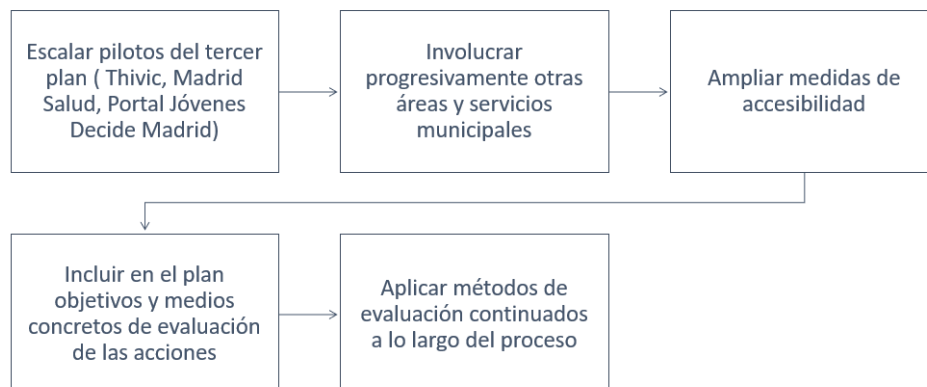 Escalar pilotos del tercer
plan ( Thivic, Madrid
Salud, Portal Jóvenes
Decide Madrid)
Involucrar
progresivamente otras
áreas y servicios
municipales
Ampliar medidas de
accesibilidad
Incluir en el plan
objetivos y medios
concretos de evaluación
de las acciones
Aplicar métodos de
evaluación continuados
a lo largo del proceso